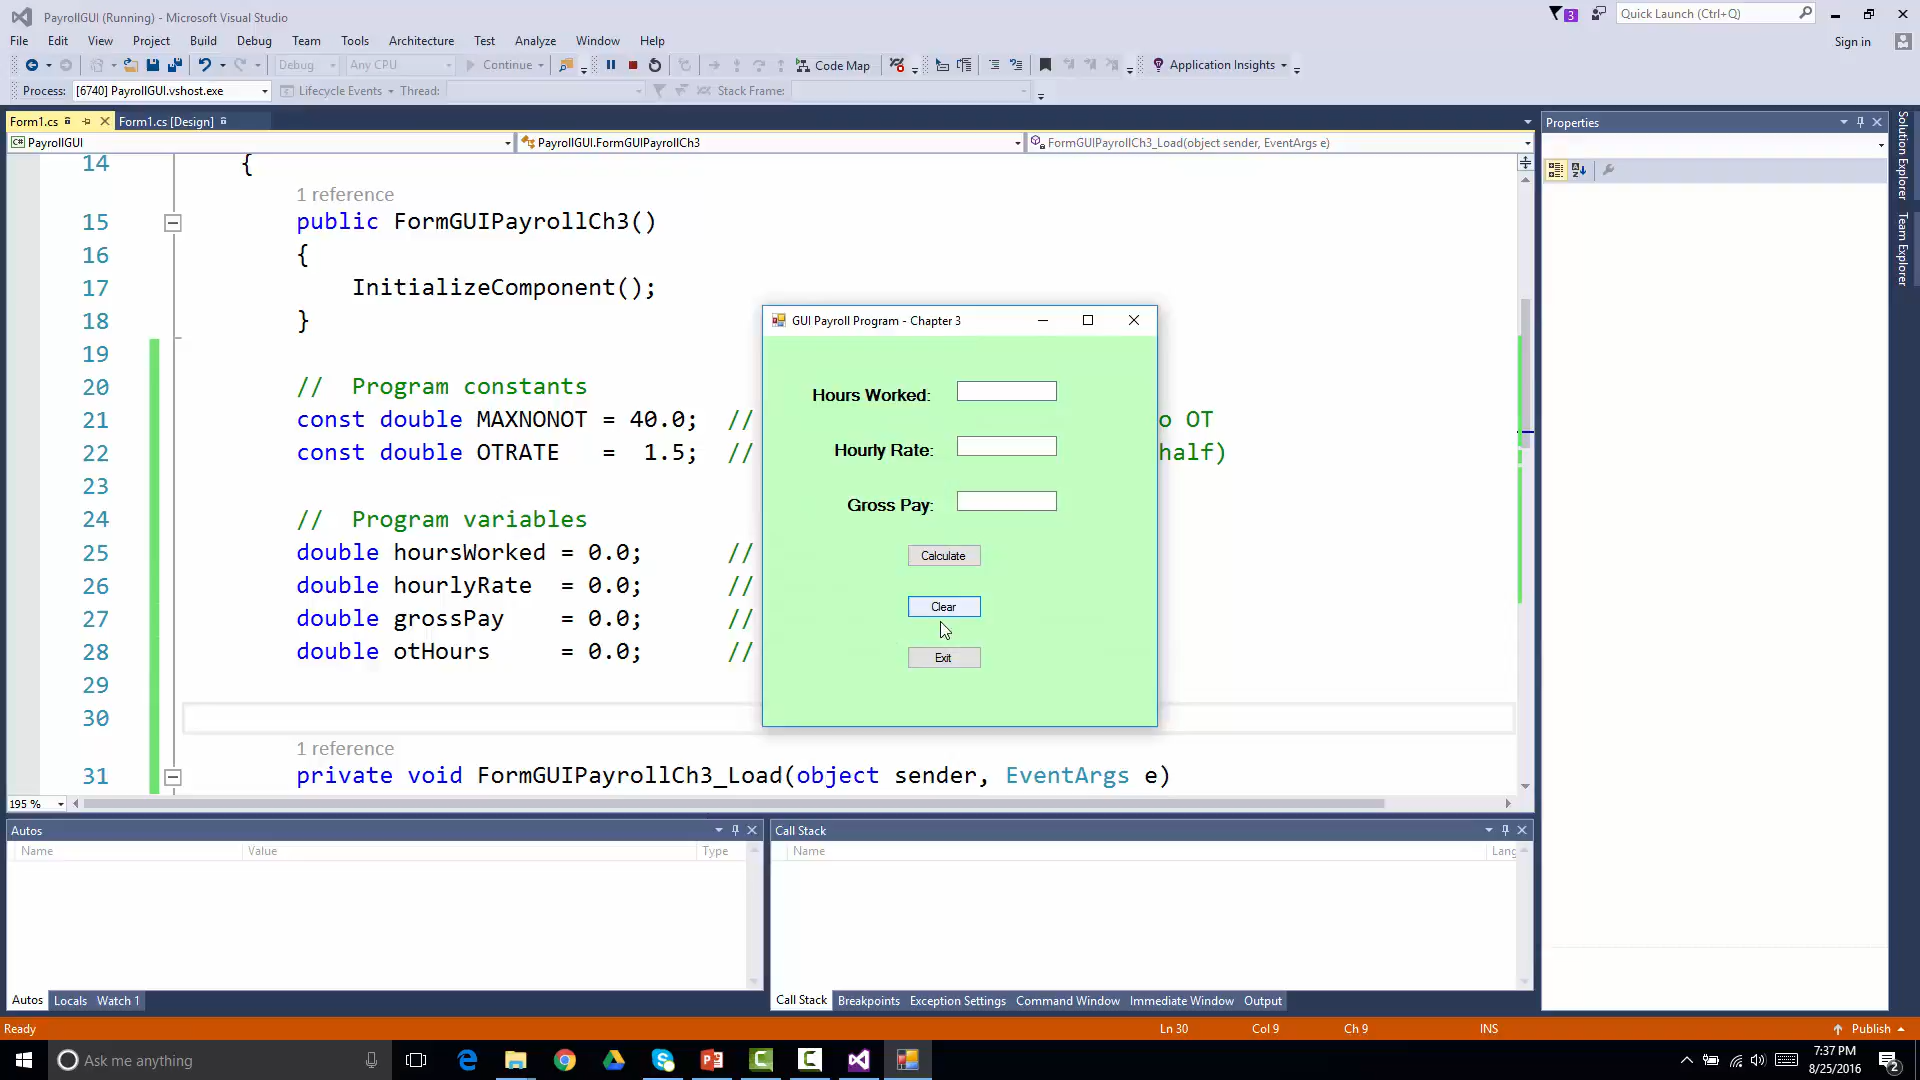 PayrollGUI (Running) - Microsoft Visual Studio
3
Quick Launch (Ctrl+Q)
File Edit View Project Build Debug Team Tools Architecture Test Analyze Window Help
Sign in
Debug Any CPU Continue Code Map Application Insights
Process: [6740] PayrollGUI.vshost.exe Lifecycle Events Thread: Stack Frame:
Form1.cs Form1.cs [Design]
Properties
C# PayrollGUI PayrollGUI.FormGUIPayrollCh3 FormGUIPayrollCh3_Load(object sender, EventArgs e)
Solution Explorer
Team Explorer
14 {
1 reference
15 public FormGUIPayrollCh3()
16 {
17 InitializeComponent();
18 }
19
20 // Program constants
21 const double MAXNONOT = 40.0; // o OT
22 const double OTRATE = 1.5; // half)
23
24 // Program variables
25 double hoursWorked = 0.0; //
26 double hourlyRate = 0.0; //
27 double grossPay = 0.0; //
28 double otHours = 0.0; //
29
30
1 reference
31 private void FormGUIPayrollCh3_Load(object sender, EventArgs e)
GUI Payroll Program - Chapter 3
Hours Worked:
Hourly Rate:
Gross Pay:
Calculate
Clear
Exit
195 %
Autos
Name Value Type
Call Stack
Name Lang
Autos Locals Watch 1
Call Stack Breakpoints Exception Settings Command Window Immediate Window Output
Ready Ln 30 Col 9 Ch 9 INS Publish
Ask me anything
7:37 PM
8/25/2016
2